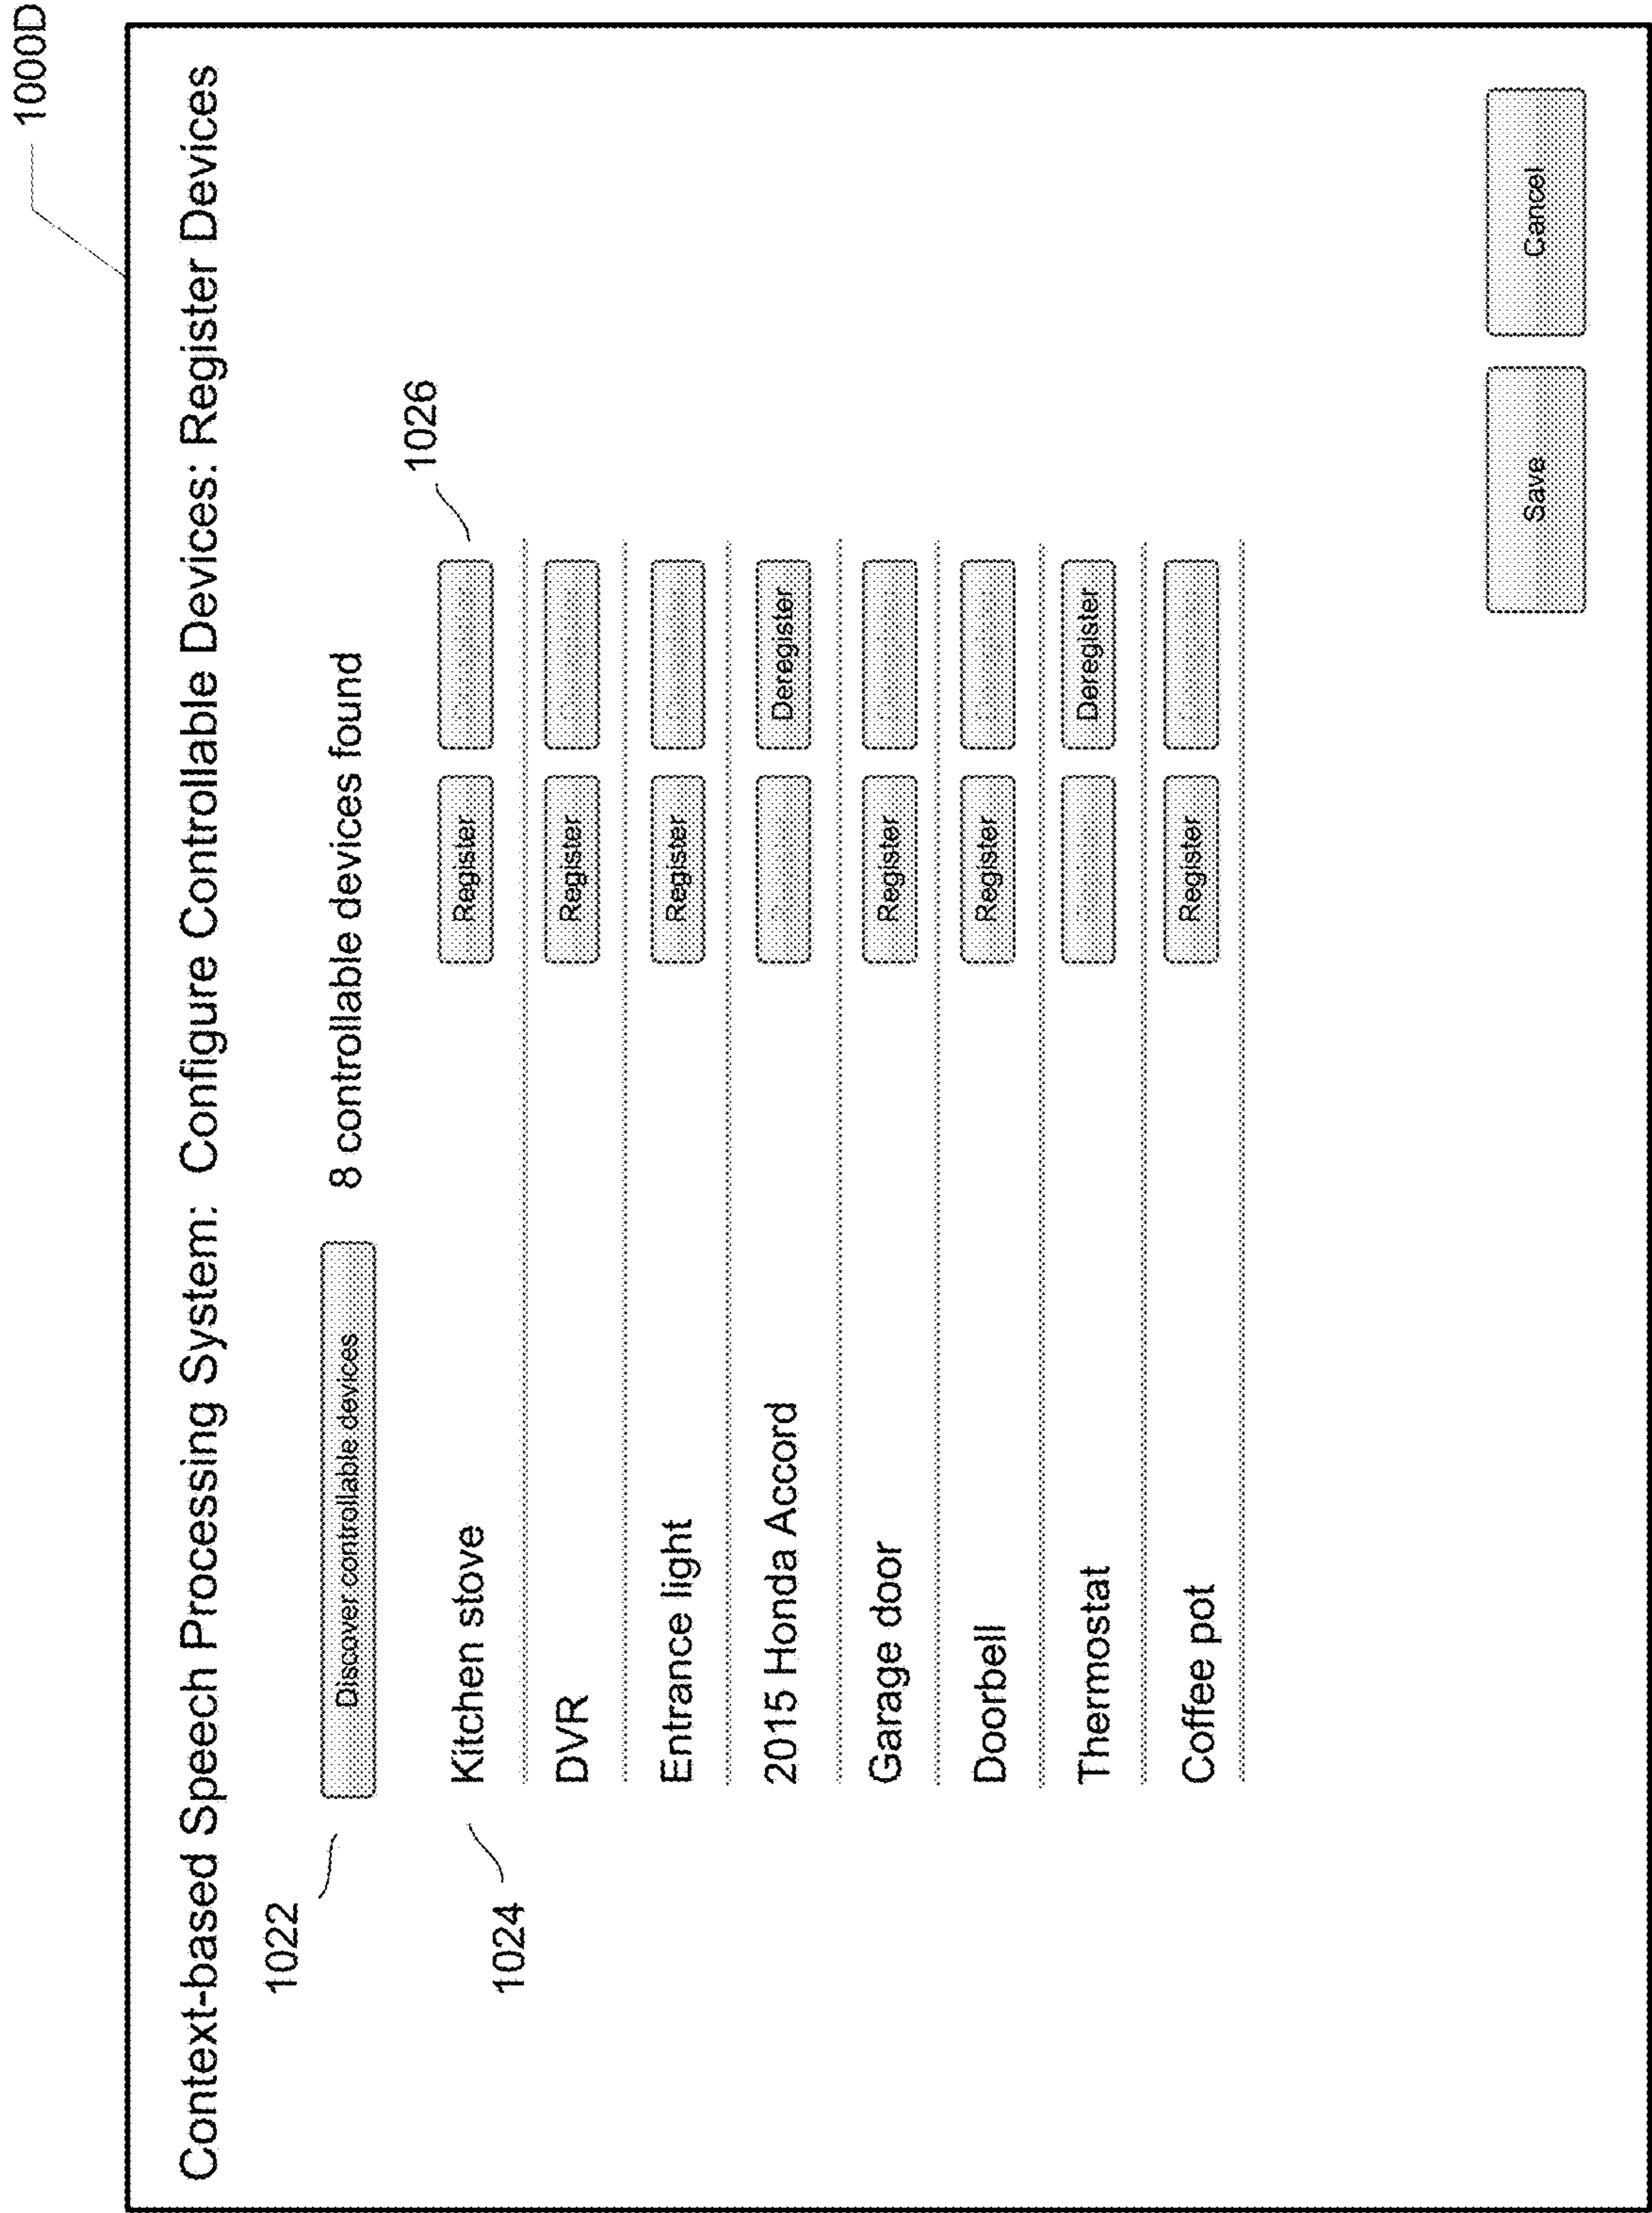 1000D
Context-based Speech Processing System: Configure Controllable Devices: Register Devices
1022
Discover controllable devices 8 controllable devices found
1026
1024
Kitchen stove Register
DVR Register
Entrance light Register
2015 Honda Accord Deregister
Garage door Register
Doorbell Register
Thermostat Deregister
Coffee pot Register
Save Cancel